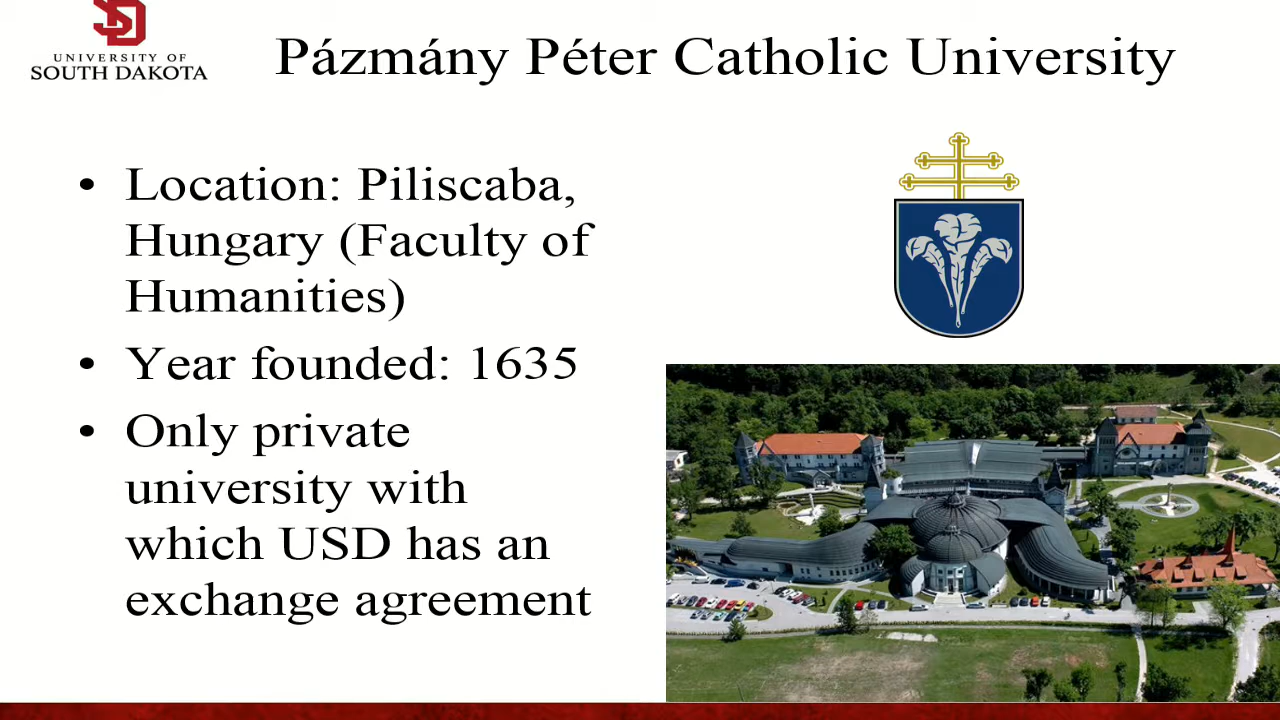 UNIVERSITY OF
SOUTH DAKOTA
Pázmány Péter Catholic University
• Location: Piliscaba,
Hungary (Faculty of
Humanities)
• Year founded: 1635
• Only private
university with
which USD has an
exchange agreement